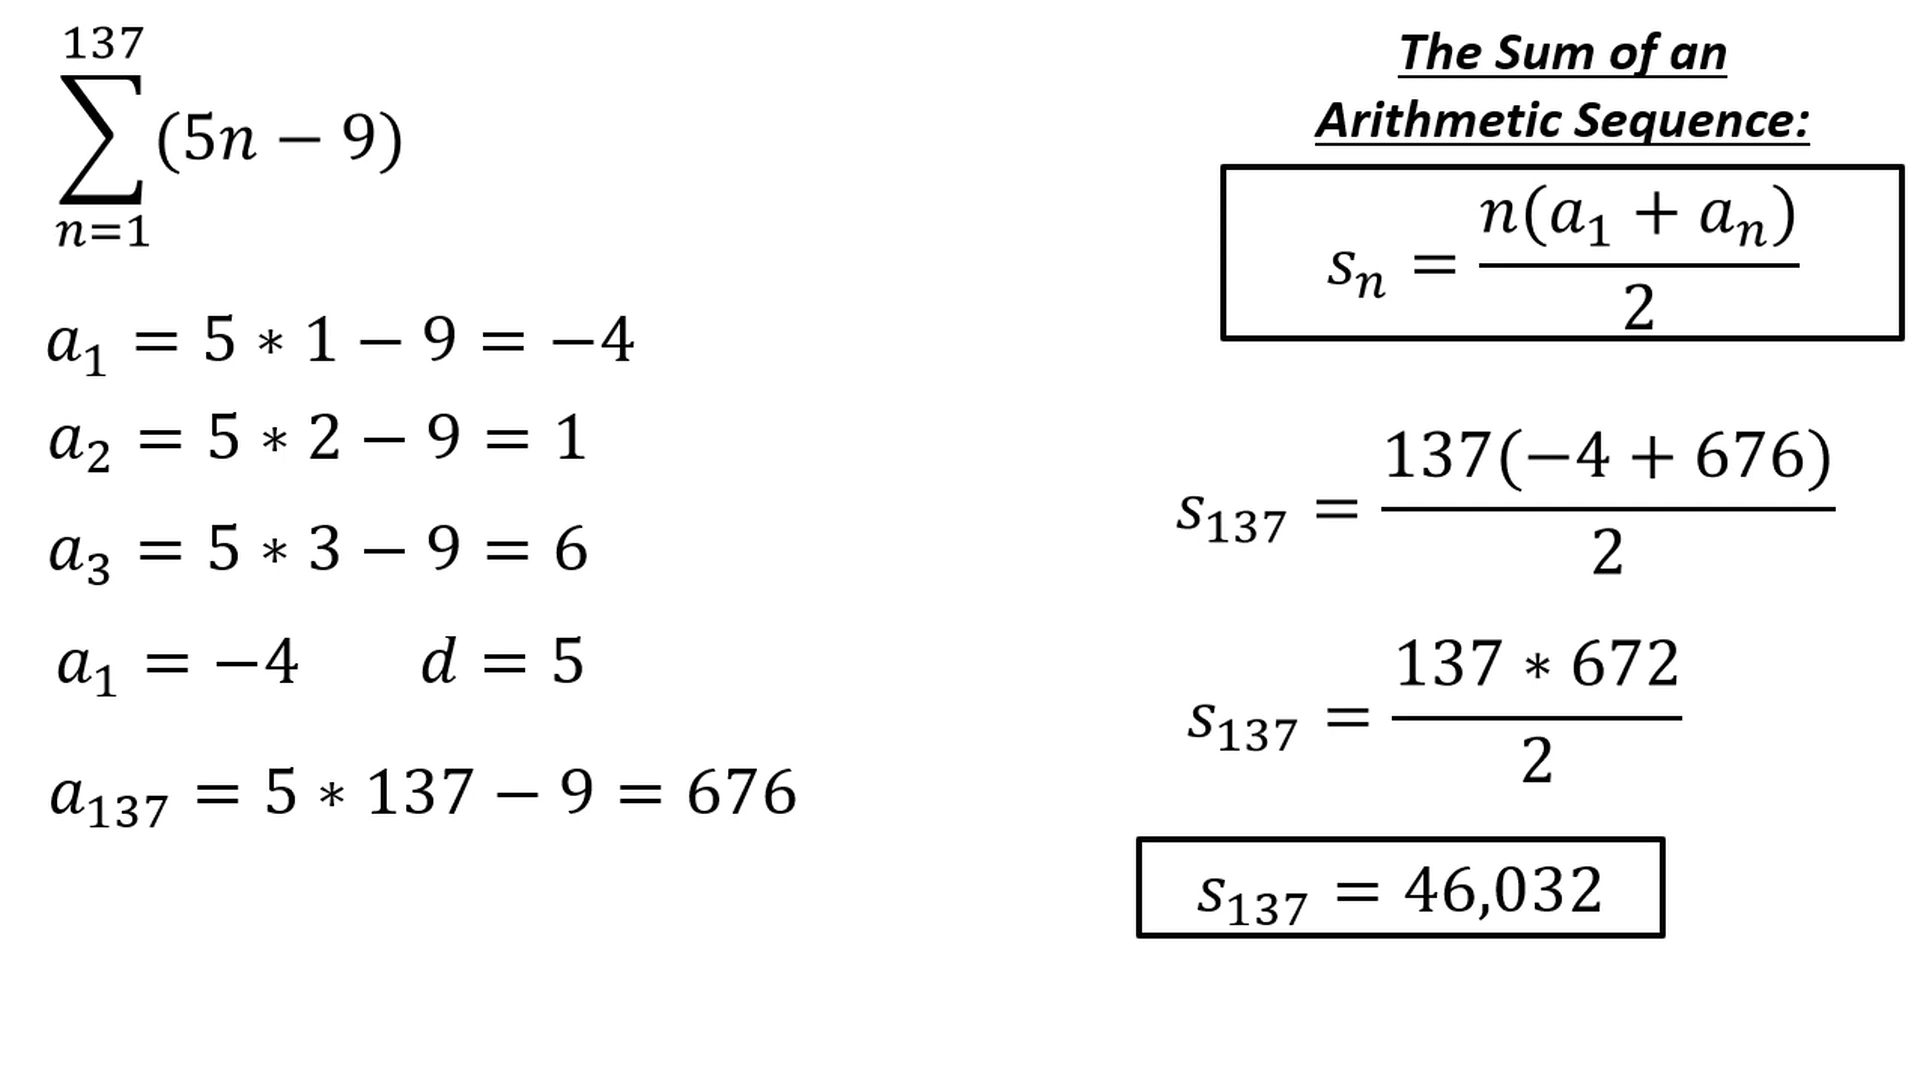 137
∑ (5n − 9)
n=1
a₁ = 5 ∗ 1 − 9 = −4
a₂ = 5 ∗ 2 − 9 = 1
a₃ = 5 ∗ 3 − 9 = 6
a₁ = −4 d = 5
a₁₃₇ = 5 ∗ 137 − 9 = 676
The Sum of an
Arithmetic Sequence:
sₙ = n(a₁ + aₙ) / 2
s₁₃₇ = 137(−4 + 676) / 2
s₁₃₇ = 137 ∗ 672 / 2
s₁₃₇ = 46,032